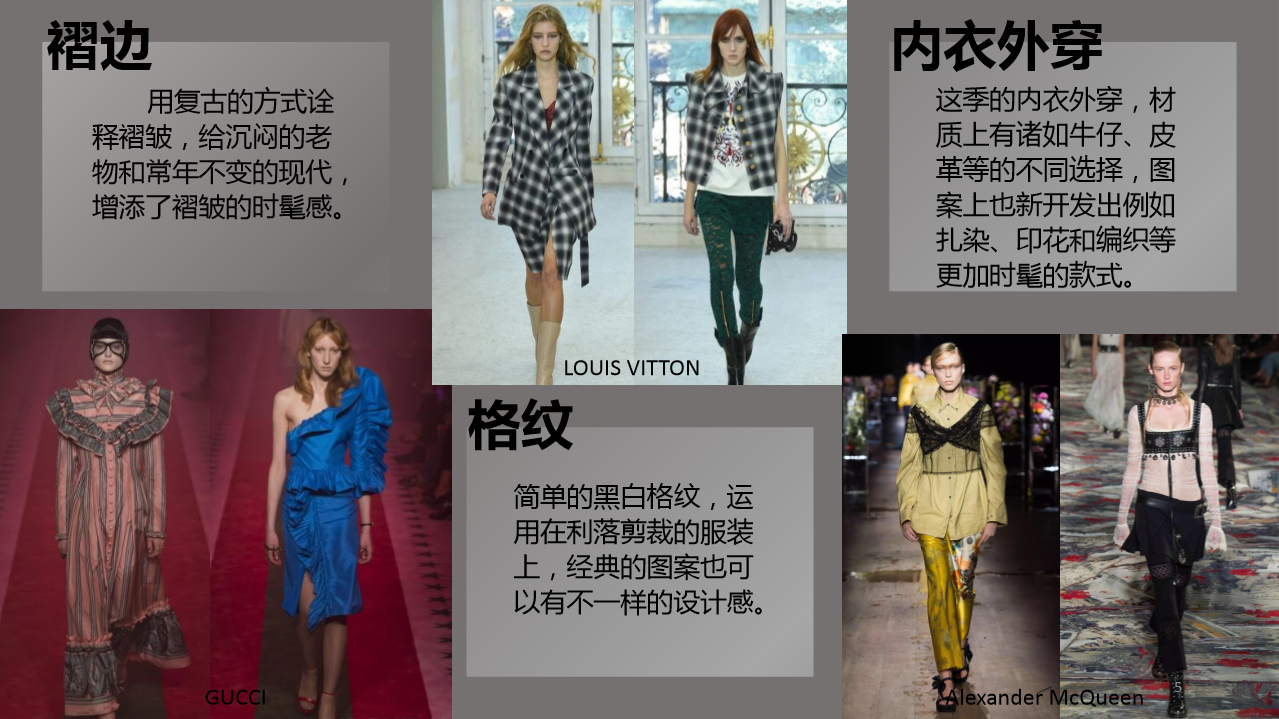 褶边
用复古的方式诠
释褶皱，给沉闷的老
物和常年不变的现代，
增添了褶皱的时髦感。
LOUIS VITTON
内衣外穿
这季的内衣外穿，材
质上有诸如牛仔、皮
革等的不同选择，图
案上也新开发出例如
扎染、印花和编织等
更加时髦的款式。
GUCCI
格纹
简单的黑白格纹，运
用在利落剪裁的服装
上，经典的图案也可
以有不一样的设计感。
Alexander McQueen
5